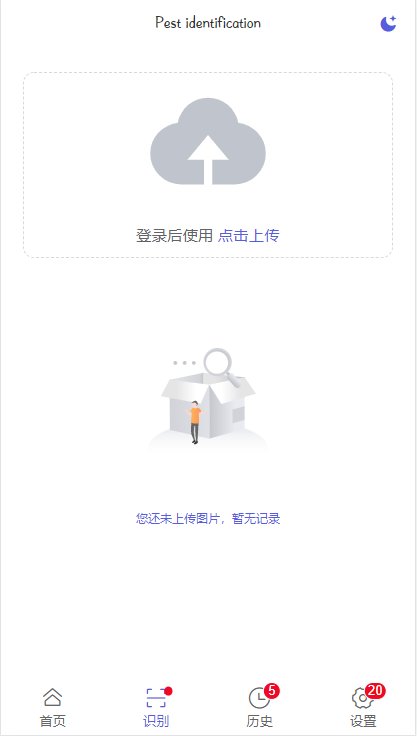 Pest identification
登录后使用 点击上传
您还未上传图片，暂无记录
5
20
首页
识别
历史
设置